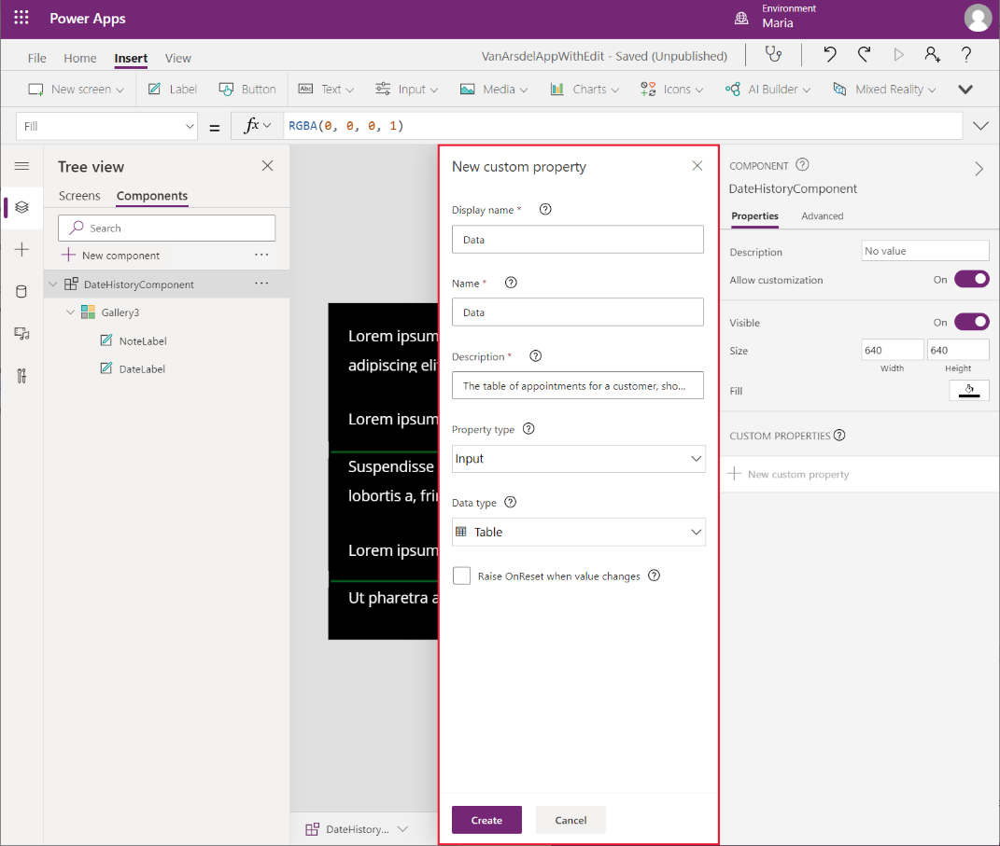 Power Apps
Environment
Maria
File Home Insert View
VanArsdelAppWithEdit - Saved (Unpublished)
New screen Label Button Text Input Media Charts Icons AI Builder Mixed Reality
Fill = fx RGBA(0, 0, 0, 1)
Tree view
Screens Components
Search
New component
DateHistoryComponent
Gallery3
NoteLabel
DateLabel
Lorem ipsum
adipiscing eli
Lorem ipsum
Suspendisse
lobortis a, frin
Lorem ipsum
Ut pharetra a
DateHistory...
New custom property
Display name *
Data
Name *
Data
Description *
The table of appointments for a customer, sho...
Property type
Input
Data type
Table
Raise OnReset when value changes
Create Cancel
COMPONENT
DateHistoryComponent
Properties Advanced
Description No value
Allow customization On
Visible On
Size 640 640
Width Height
Fill
CUSTOM PROPERTIES
New custom property